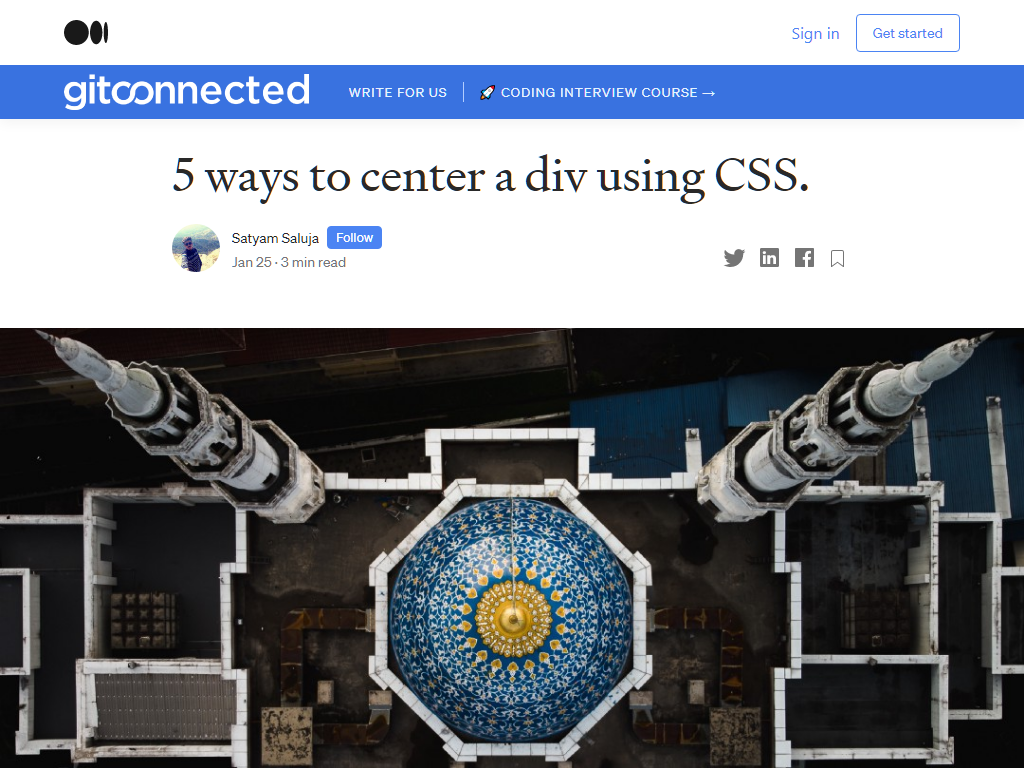 Sign in
Get started
gitconnected
WRITE FOR US
🚀 CODING INTERVIEW COURSE →
5 ways to center a div using CSS.
Satyam Saluja
Follow
Jan 25 · 3 min read